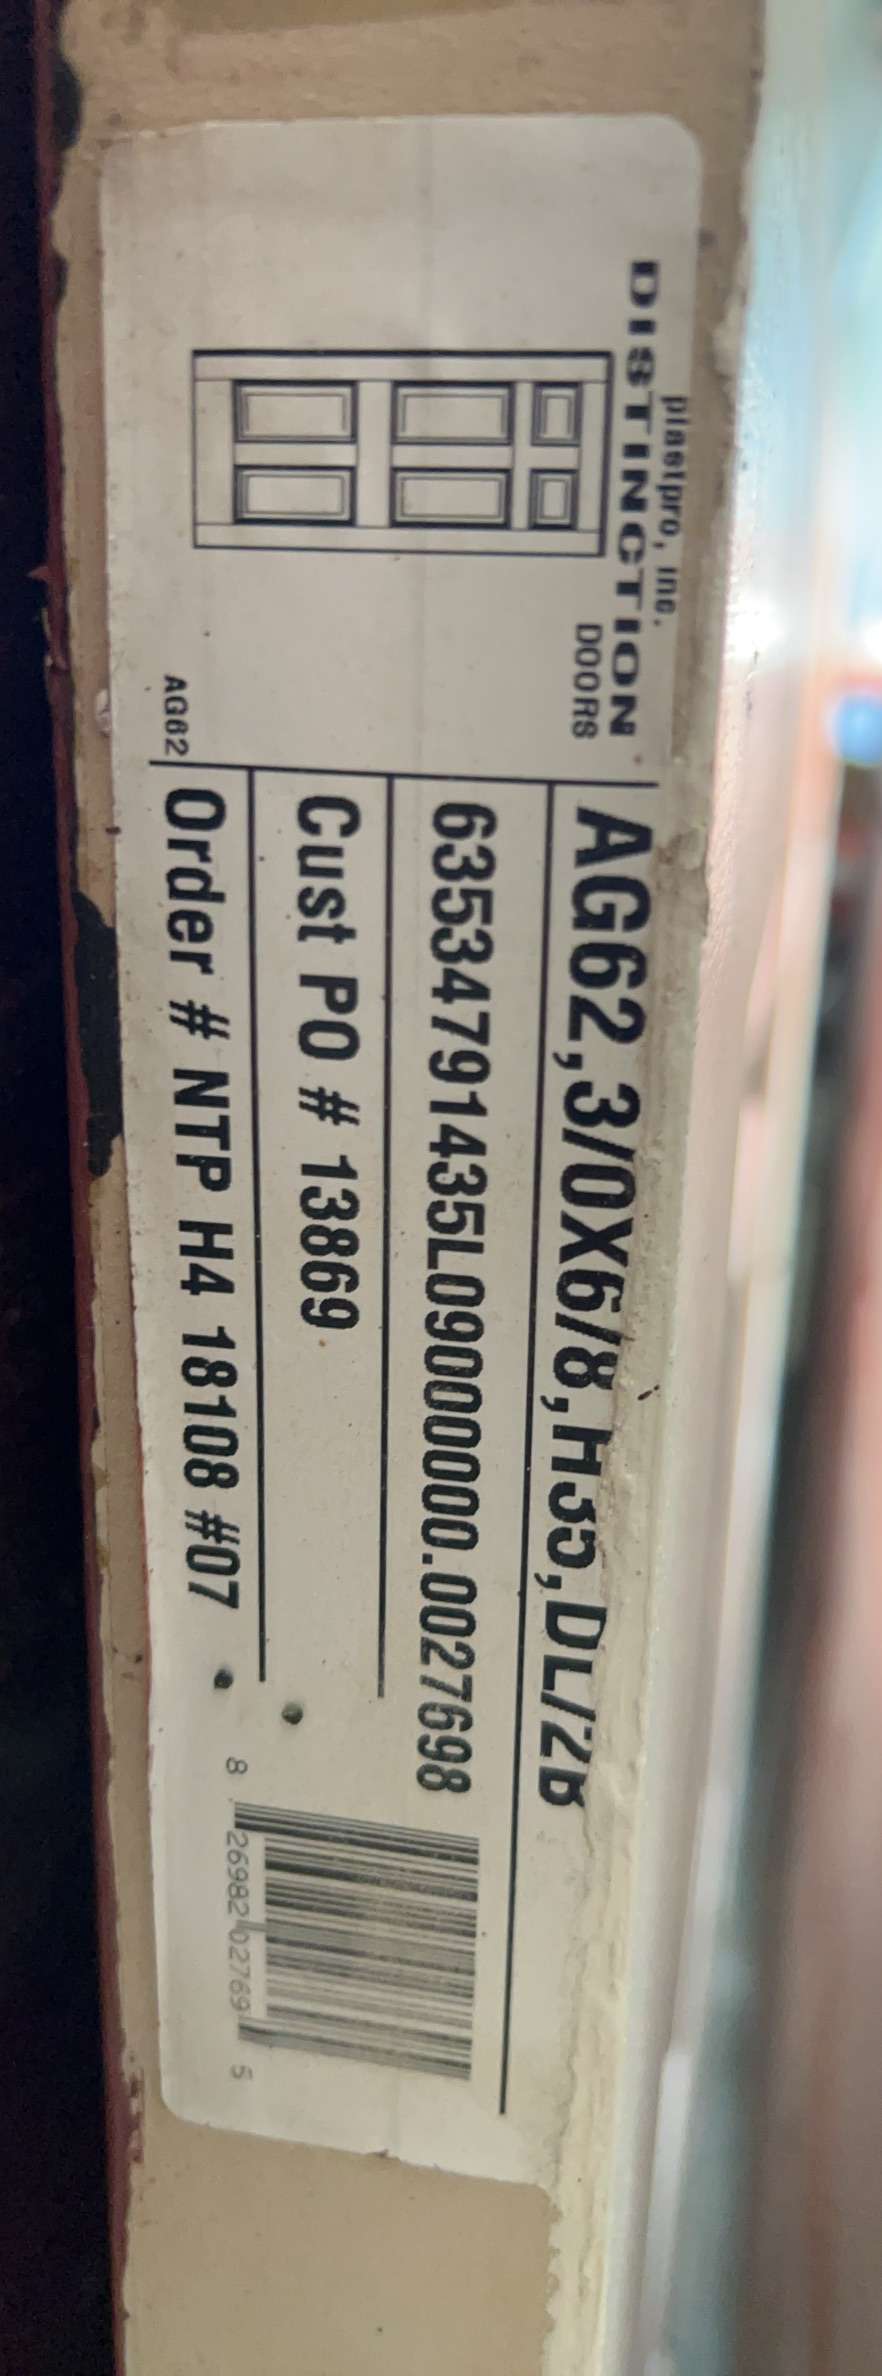 plastpro, inc.
DISTINCTION
DOORS
AG62
AG62,3/0X6/8,H35,DL/2B
63534791435L0900000.0027698
Cust PO # 13869
Order # NTP H4 18108 #07
8 26982 02769 5